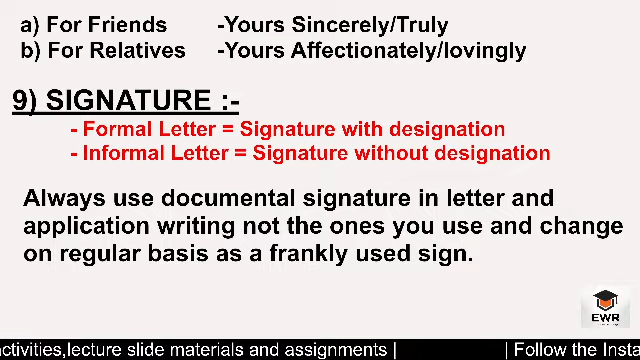 a) For Friends -Yours Sincerely/Truly
b) For Relatives -Yours Affectionately/lovingly
9) SIGNATURE :-
- Formal Letter = Signature with designation
- Informal Letter = Signature without designation
Always use documental signature in letter and
application writing not the ones you use and change
on regular basis as a frankly used sign.
EWR
activities,lecture slide materials and assignments | | Follow the Insta